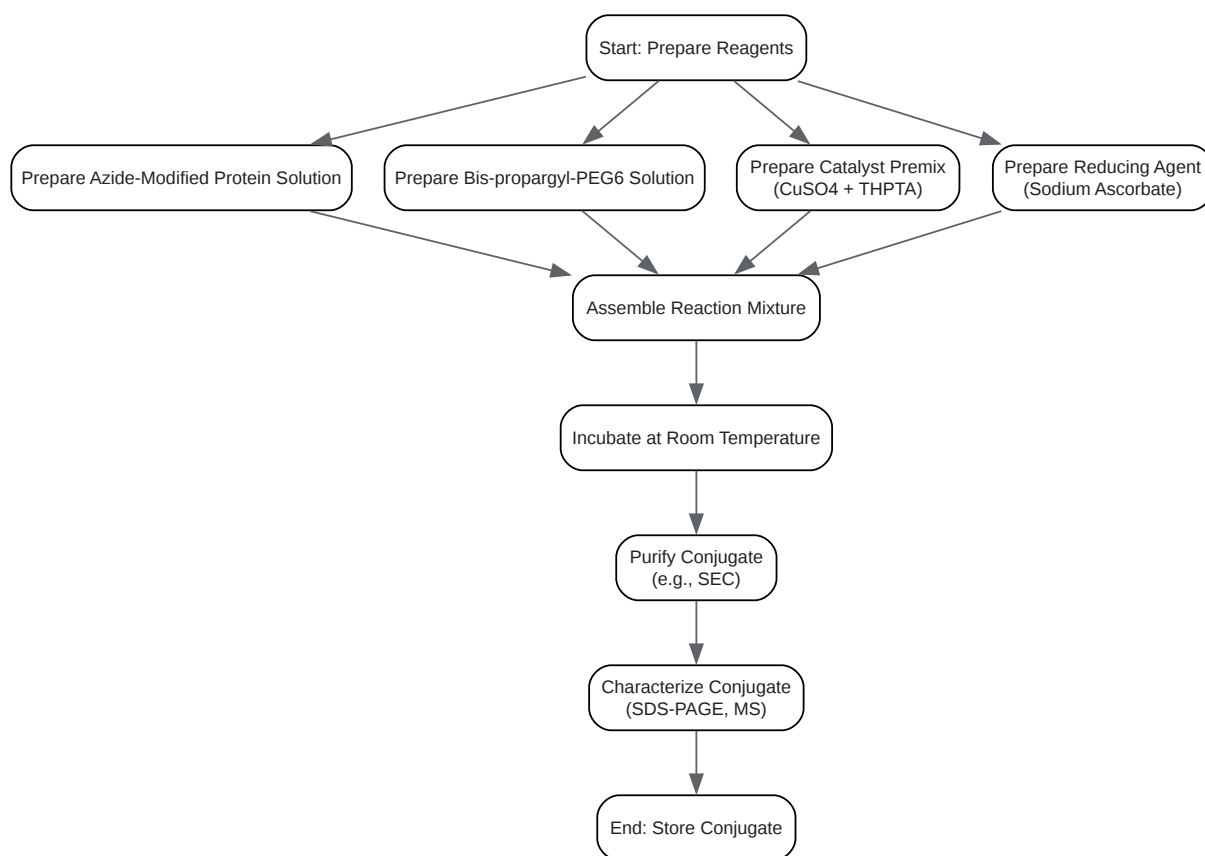 Start: Prepare Reagents
Prepare Azide-Modified Protein Solution
Prepare Bis-propargyl-PEG6 Solution
Prepare Catalyst Premix
(CuSO4 + THPTA)
Prepare Reducing Agent
(Sodium Ascorbate)
Assemble Reaction Mixture
Incubate at Room Temperature
Purify Conjugate
(e.g., SEC)
Characterize Conjugate
(SDS-PAGE, MS)
End: Store Conjugate